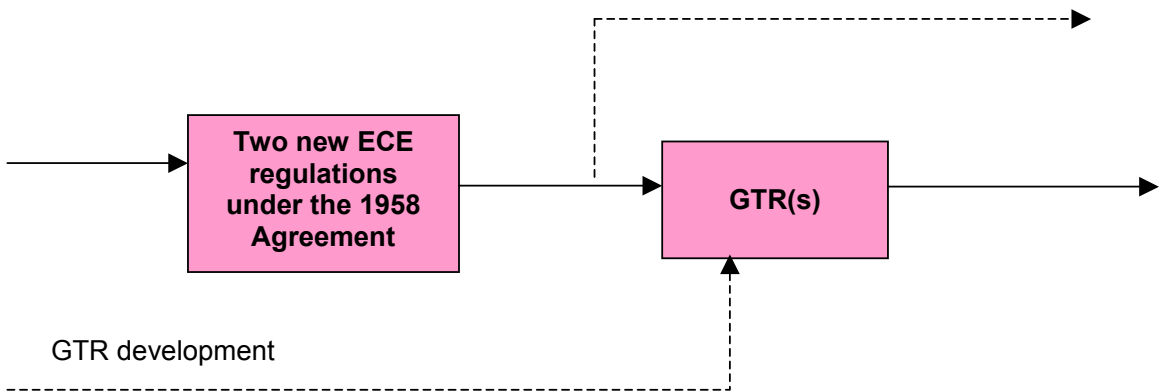 Two new ECE
regulations
under the 1958
Agreement
GTR(s)
GTR development